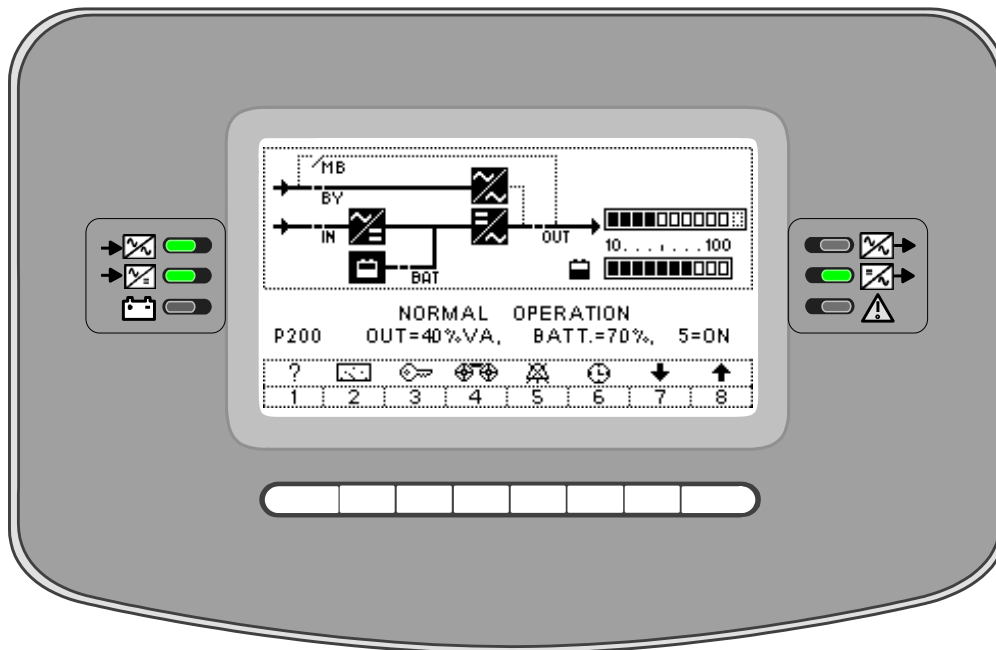 MB
BY
IN
OUT
BAT
10. . . ı . . . 100
NORMAL OPERATION
P200 OUT=40%VA, BATT.=70%, 5=ON
?
1 2 3 4 5 6 7 8